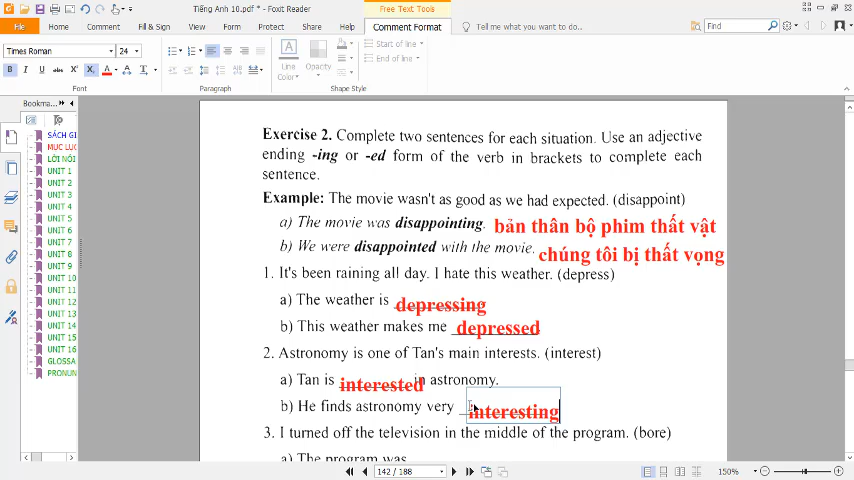 Tiếng Anh 10.pdf * - Foxit Reader
Free Text Tools
File
Home
Comment
Fill & Sign
View
Form
Protect
Share
Help
Comment Format
Tell me what you want to do...
Find
Times Roman
24
Start of line
End of line
Line Color
Opacity
Font
Paragraph
Shape Style
Bookma...
SÁCH GI
MỤC LỤC
LỜI NÓI
UNIT 1
UNIT 2
UNIT 3
UNIT 4
UNIT 5
UNIT 6
UNIT 7
UNIT 8
UNIT 9
UNIT 10
UNIT 11
UNIT 12
UNIT 13
UNIT 14
UNIT 15
UNIT 16
GLOSSA
PRONUN
Exercise 2. Complete two sentences for each situation. Use an adjective
ending -ing or -ed form of the verb in brackets to complete each
sentence.
Example: The movie wasn't as good as we had expected. (disappoint)
a) The movie was disappointing. bản thân bộ phim thất vật
b) We were disappointed with the movie. chúng tôi bị thất vọng
1. It's been raining all day. I hate this weather. (depress)
a) The weather is depressing
b) This weather makes me depressed
2. Astronomy is one of Tan's main interests. (interest)
a) Tan is interested in astronomy.
b) He finds astronomy very interesting
3. I turned off the television in the middle of the program. (bore)
a) The program was
142 / 188
150%